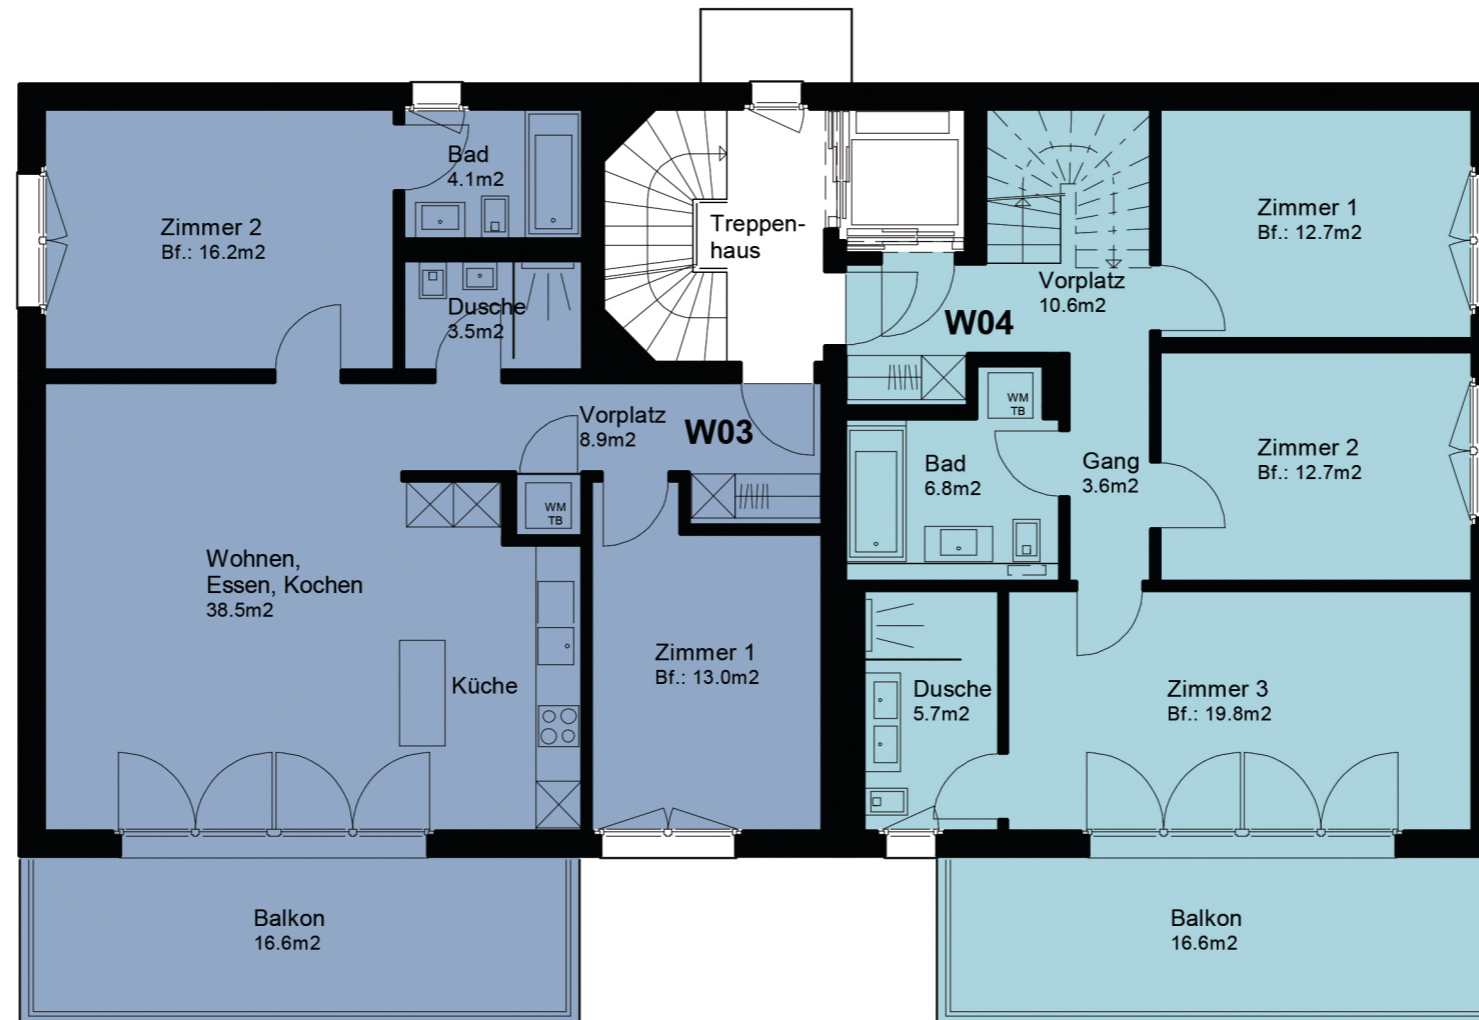 Bad
4.1m2
Zimmer 2
Bf.: 16.2m2
Dusche
3.5m2
Treppen-
haus
Vorplatz
10.6m2
W04
Zimmer 1
Bf.: 12.7m2
Vorplatz
8.9m2
W03
WM
TB
WM
TB
Bad
6.8m2
Gang
3.6m2
Zimmer 2
Bf.: 12.7m2
Wohnen,
Essen, Kochen
38.5m2
Küche
Zimmer 1
Bf.: 13.0m2
Dusche
5.7m2
Zimmer 3
Bf.: 19.8m2
Balkon
16.6m2
Balkon
16.6m2